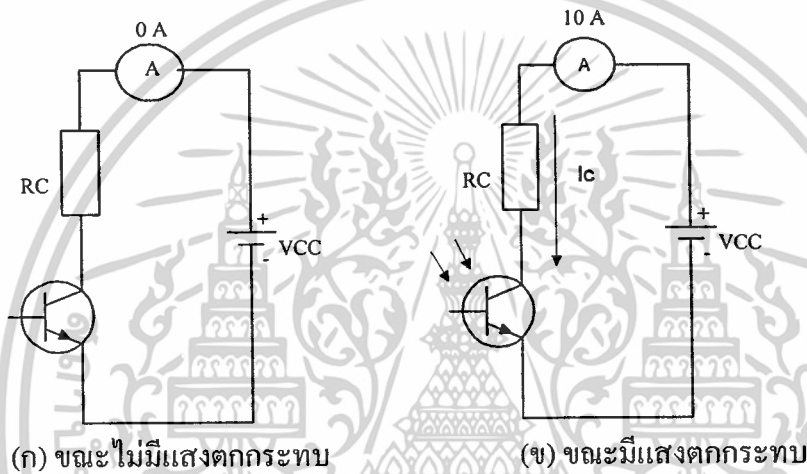 0 A
A
RC
+
VCC
-
(ก) ขณะไม่มีแสงตกกระทบ
10 A
A
RC
Ic
+
VCC
-
(ข) ขณะมีแสงตกกระทบ